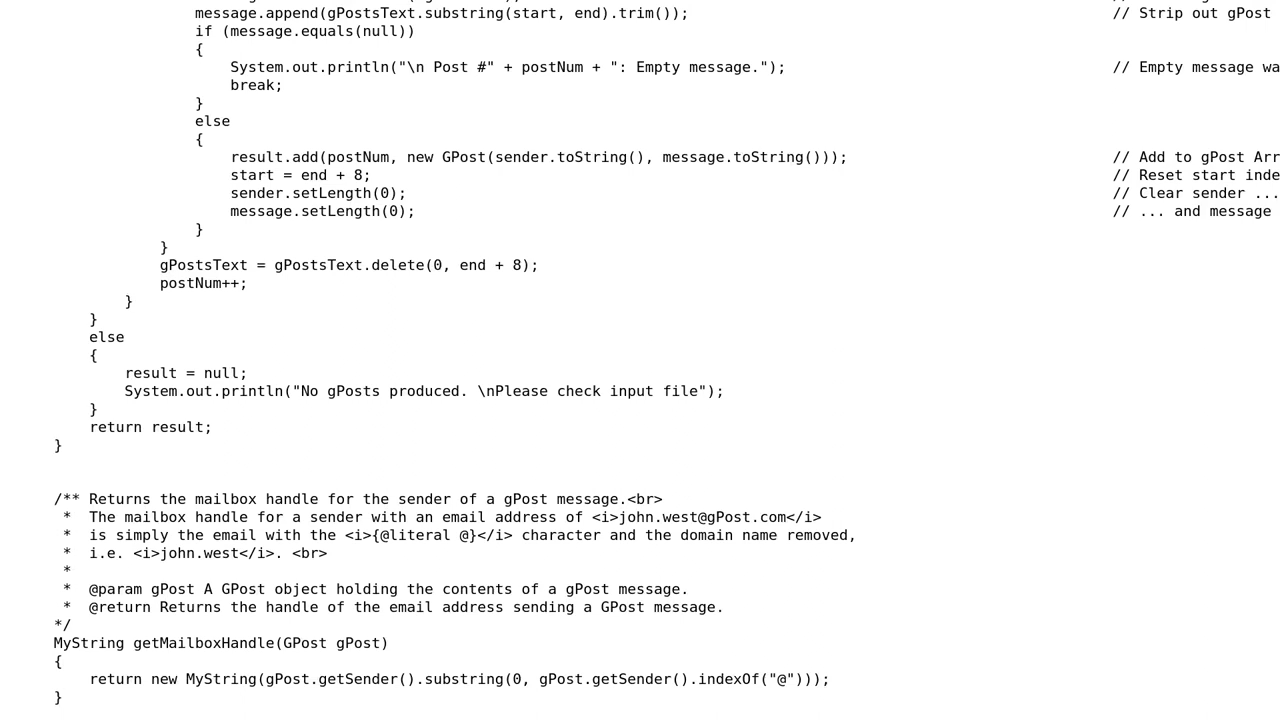 message.append(gPostsText.substring(start, end).trim()); // Strip out gPost
if (message.equals(null))
{
System.out.println("\n Post #" + postNum + ": Empty message."); // Empty message wa
break;
}
else
{
result.add(postNum, new GPost(sender.toString(), message.toString())); // Add to gPost Arr
start = end + 8; // Reset start inde
sender.setLength(0); // Clear sender ...
message.setLength(0); // ... and message
}
}
gPostsText = gPostsText.delete(0, end + 8);
postNum++;
}
}
else
{
result = null;
System.out.println("No gPosts produced. \nPlease check input file");
}
return result;
}
/** Returns the mailbox handle for the sender of a gPost message.<br>
* The mailbox handle for a sender with an email address of <i>john.west@gPost.com</i>
* is simply the email with the <i>{@literal @}</i> character and the domain name removed,
* i.e. <i>john.west</i>. <br>
*
* @param gPost A GPost object holding the contents of a gPost message.
* @return Returns the handle of the email address sending a GPost message.
*/
MyString getMailboxHandle(GPost gPost)
{
return new MyString(gPost.getSender().substring(0, gPost.getSender().indexOf("@")));
}